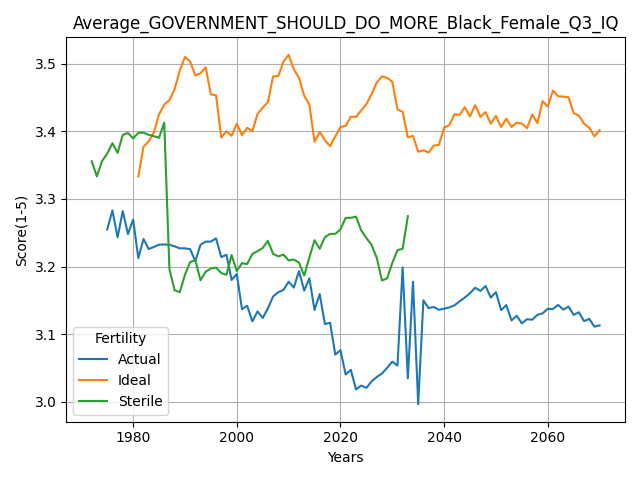 Average_GOVERNMENT_SHOULD_DO_MORE_Black_Female_Q3_IQ
3.5
3.4
3.3
3.2
3.1
3.0
Score(1-5)
Fertility
Actual
Ideal
Sterile
1980 2000 2020 2040 2060
Years